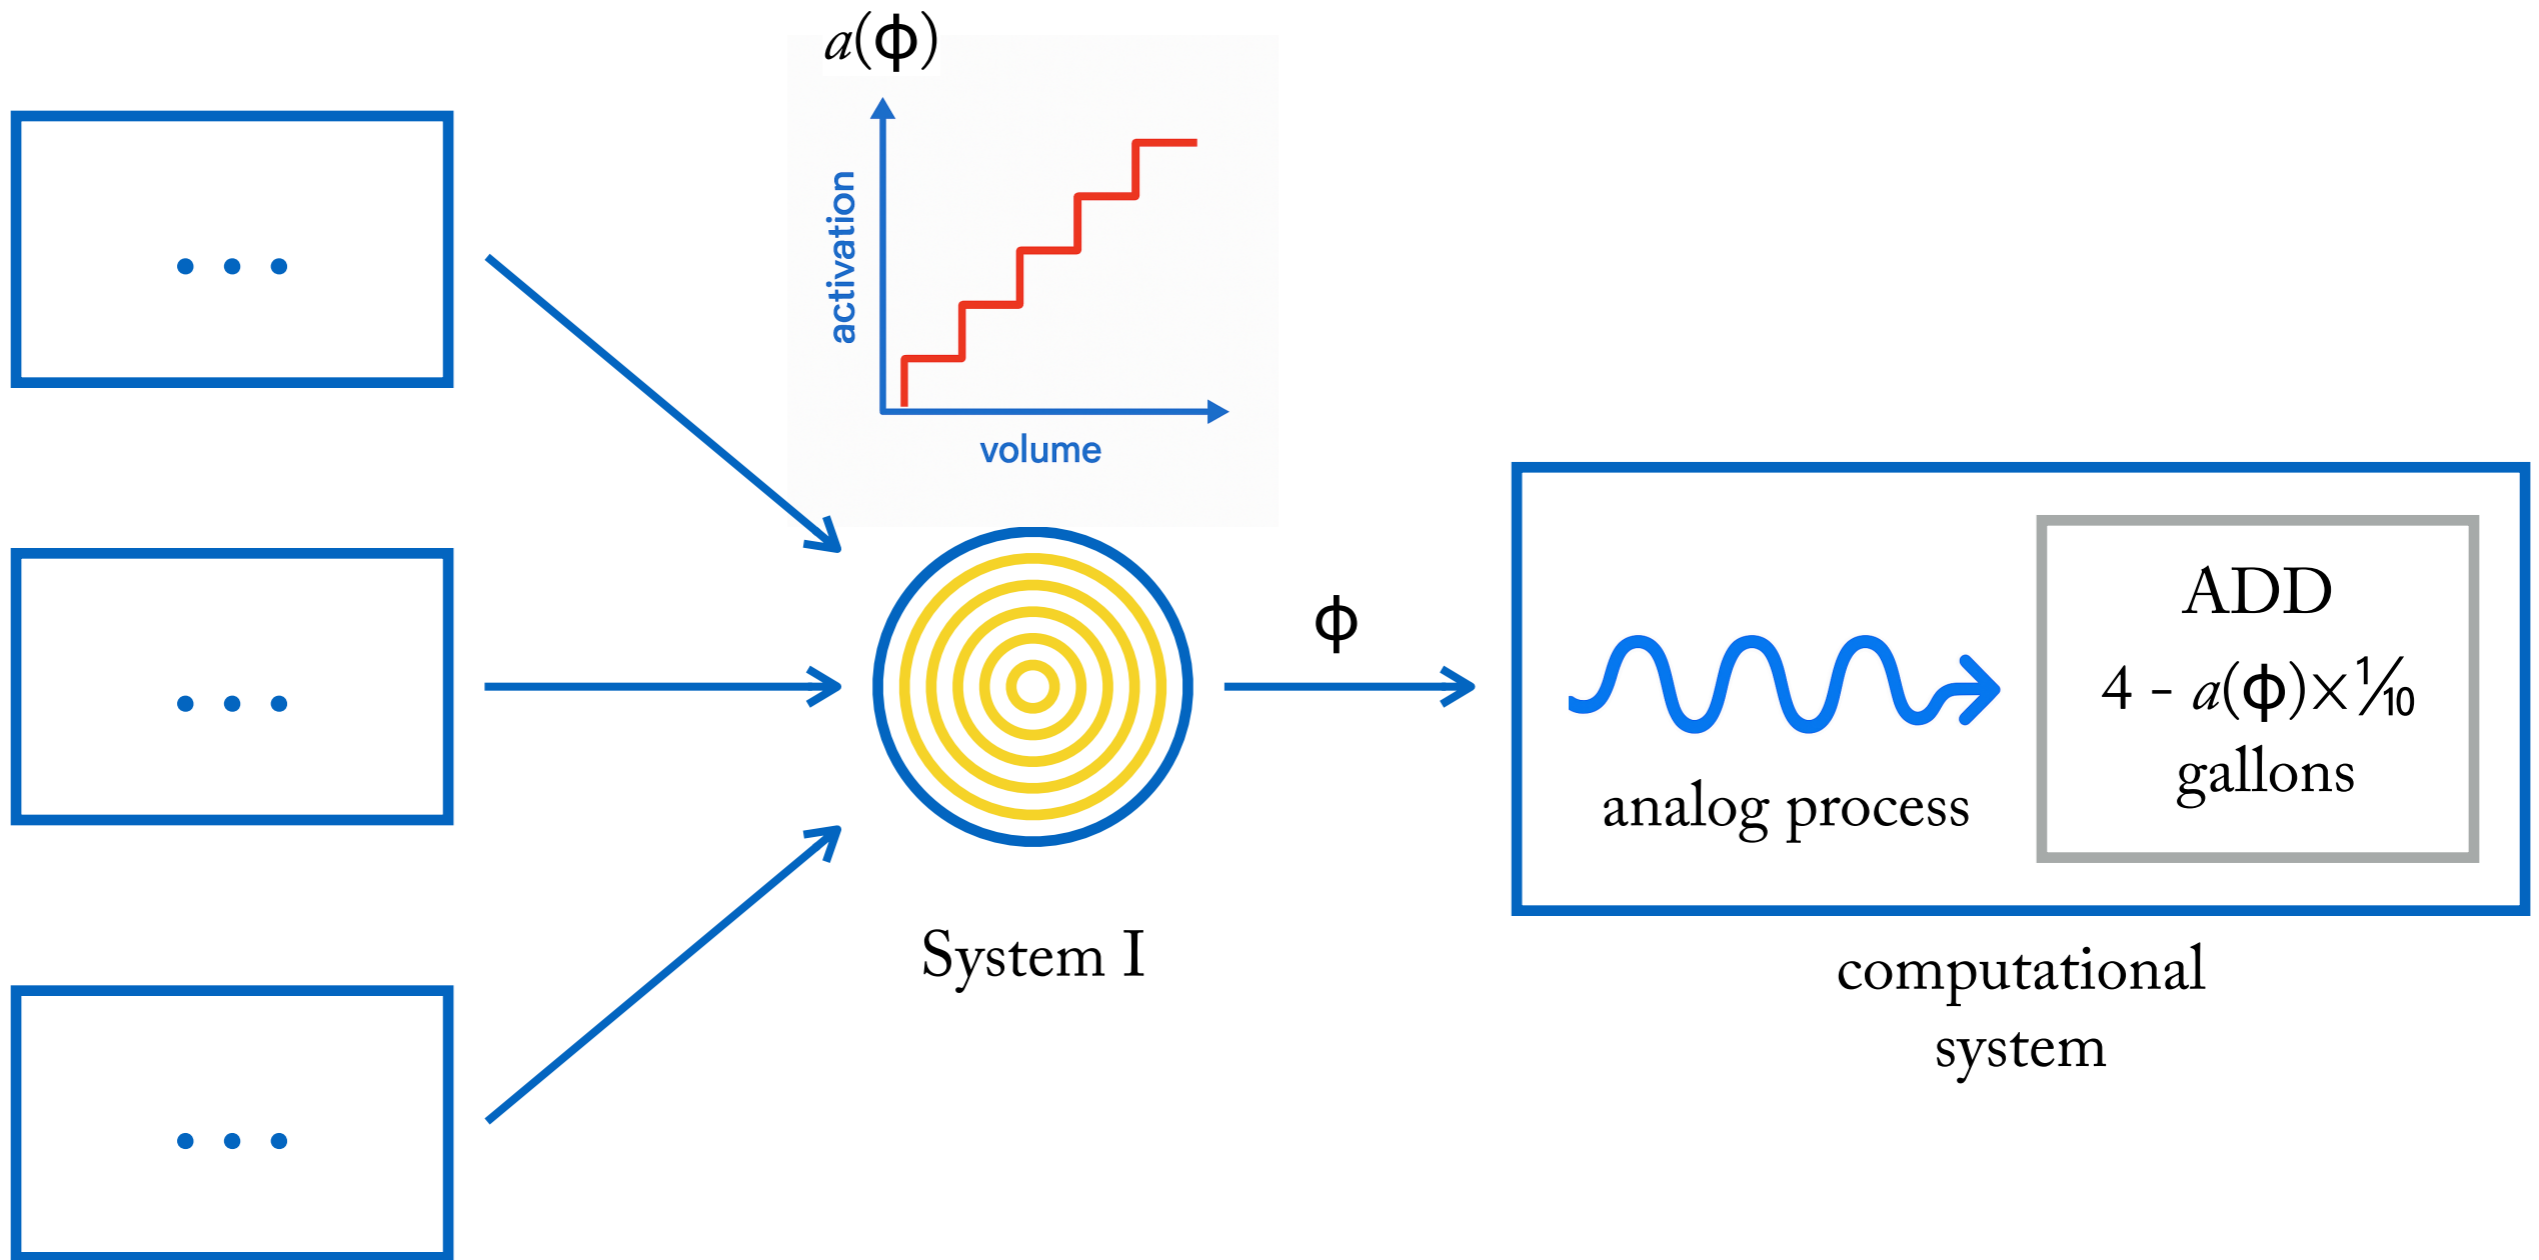 a(ϕ)
activation
volume
• • •
• • •
• • •
System I
ϕ
analog process
ADD
4 - a(ϕ)×⅒
gallons
computational
system